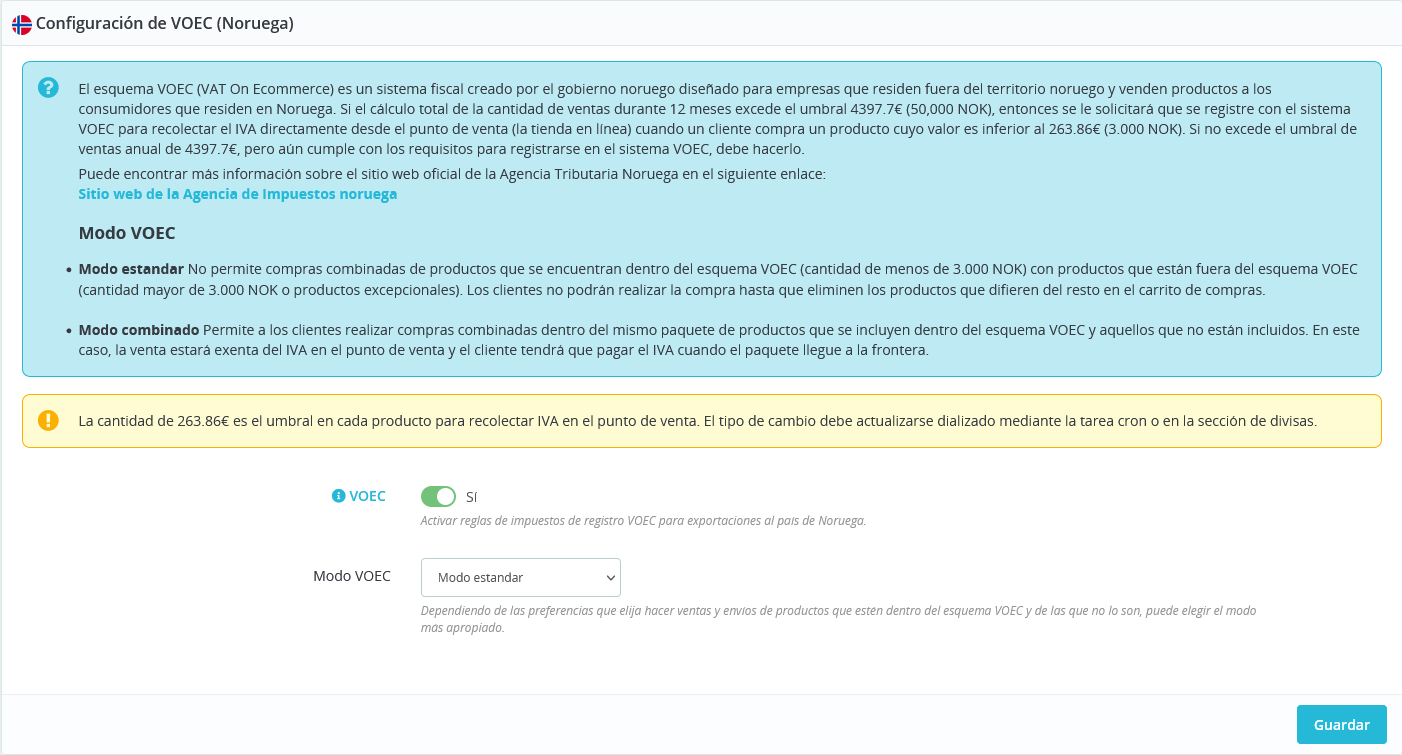 Configuración de VOEC (Noruega)
El esquema VOEC (VAT On Ecommerce) es un sistema fiscal creado por el gobierno noruego diseñado para empresas que residen fuera del territorio noruego y venden productos a los
consumidores que residen en Noruega. Si el cálculo total de la cantidad de ventas durante 12 meses excede el umbral 4397.7€ (50,000 NOK), entonces se le solicitará que se registre con el sistema
VOEC para recolectar el IVA directamente desde el punto de venta (la tienda en línea) cuando un cliente compra un producto cuyo valor es inferior al 263.86€ (3.000 NOK). Si no excede el umbral de
ventas anual de 4397.7€, pero aún cumple con los requisitos para registrarse en el sistema VOEC, debe hacerlo.
Puede encontrar más información sobre el sitio web oficial de la Agencia Tributaria Noruega en el siguiente enlace:
Sitio web de la Agencia de Impuestos noruega
Modo VOEC
• Modo estandar No permite compras combinadas de productos que se encuentran dentro del esquema VOEC (cantidad de menos de 3.000 NOK) con productos que están fuera del esquema VOEC
(cantidad mayor de 3.000 NOK o productos excepcionales). Los clientes no podrán realizar la compra hasta que eliminen los productos que difieren del resto en el carrito de compras.
• Modo combinado Permite a los clientes realizar compras combinadas dentro del mismo paquete de productos que se incluyen dentro del esquema VOEC y aquellos que no están incluidos. En este
caso, la venta estará exenta del IVA en el punto de venta y el cliente tendrá que pagar el IVA cuando el paquete llegue a la frontera.
La cantidad de 263.86€ es el umbral en cada producto para recolectar IVA en el punto de venta. El tipo de cambio debe actualizarse dializado mediante la tarea cron o en la sección de divisas.
VOEC Sí
Activar reglas de impuestos de registro VOEC para exportaciones al país de Noruega.
Modo VOEC Modo estandar
Dependiendo de las preferencias que elija hacer ventas y envíos de productos que estén dentro del esquema VOEC y de las que no lo son, puede elegir el modo
más apropiado.
Guardar